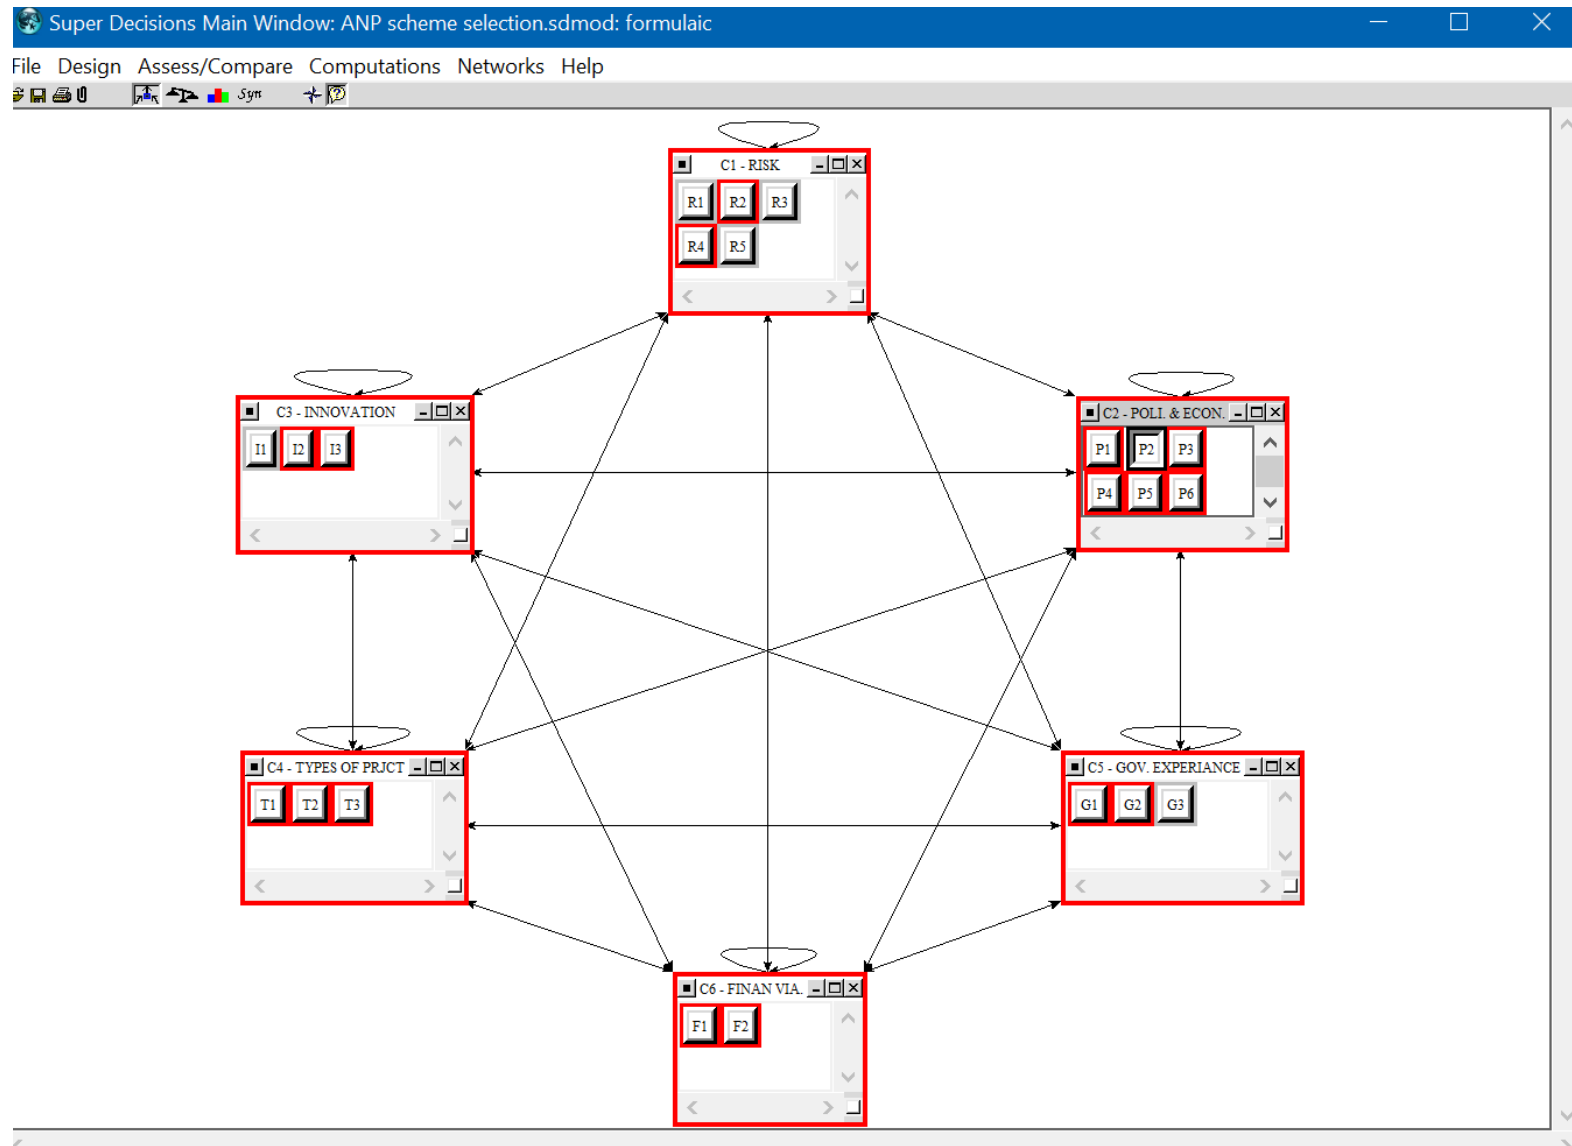 Super Decisions Main Window: ANP scheme selection.sdmod: formulaic
File Design Assess/Compare Computations Networks Help
Syn
C1 - RISK
R1 R2 R3
R4 R5
C3 - INNOVATION
I1 I2 I3
C2 - POLI. & ECON.
P1 P2 P3
P4 P5 P6
C4 - TYPES OF PRJCT
T1 T2 T3
C5 - GOV. EXPERIANCE
G1 G2 G3
C6 - FINAN VIA.
F1 F2